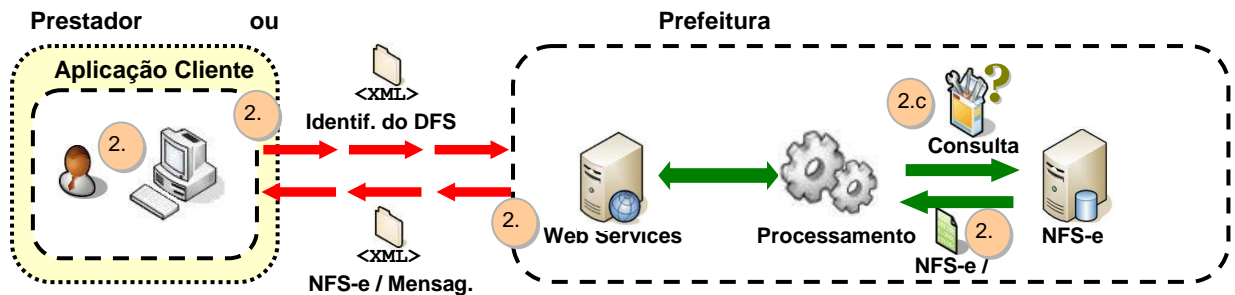 Prestador ou
Prefeitura
Aplicação Cliente
<XML>
Identif. do DFS
2.
2.
2.c
Consulta
?
2.
Web Services
Processamento
2.
NFS-e /
NFS-e
<XML>
NFS-e / Mensag.